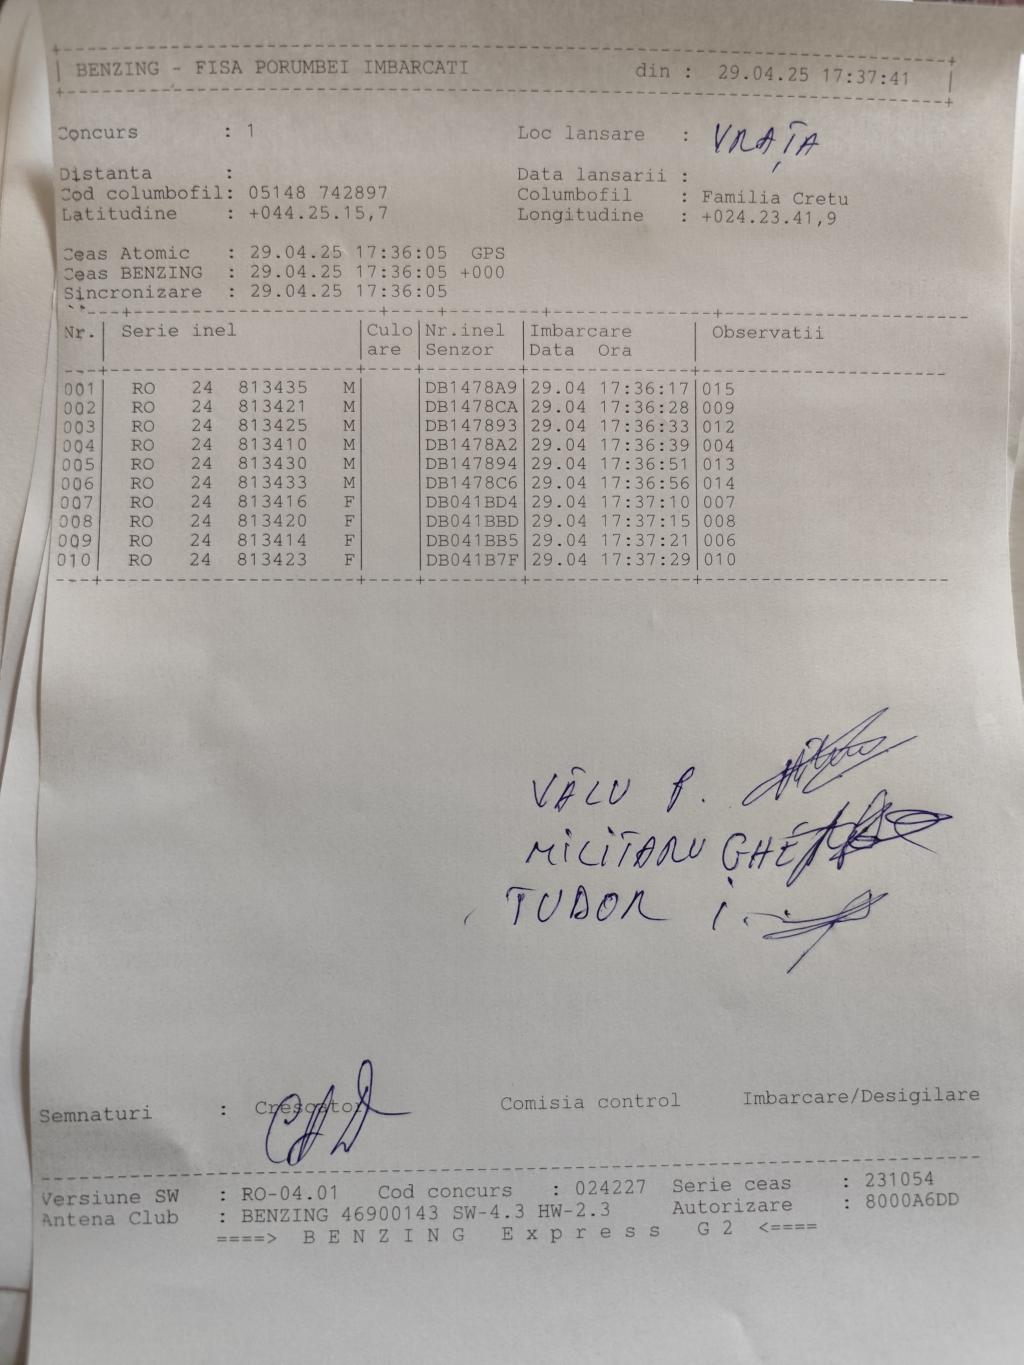 BENZING - FISA PORUMBEI IMBARCATI din : 29.04.25 17:37:41
Concurs : 1 Loc lansare : VRAȚA
Distanta : Data lansarii :
Cod columbofil: 05148 742897 Columbofil : Familia Cretu
Latitudine : +044.25.15,7 Longitudine : +024.23.41,9
Ceas Atomic : 29.04.25 17:36:05 GPS
Ceas BENZING : 29.04.25 17:36:05 +000
Sincronizare : 29.04.25 17:36:05
Nr. | Serie inel | Culo | Nr.inel | Imbarcare | Observatii
are | Senzor | Data Ora
001 | RO 24 813435 M | | DB1478A9 | 29.04 17:36:17 | 015
002 | RO 24 813421 M | | DB1478CA | 29.04 17:36:28 | 009
003 | RO 24 813425 M | | DB147893 | 29.04 17:36:33 | 012
004 | RO 24 813410 M | | DB1478A2 | 29.04 17:36:39 | 004
005 | RO 24 813430 M | | DB147894 | 29.04 17:36:51 | 013
006 | RO 24 813433 M | | DB1478C6 | 29.04 17:36:56 | 014
007 | RO 24 813416 F | | DB041BD4 | 29.04 17:37:10 | 007
008 | RO 24 813420 F | | DB041BBD | 29.04 17:37:15 | 008
009 | RO 24 813414 F | | DB041BB5 | 29.04 17:37:21 | 006
010 | RO 24 813423 F | | DB041B7F | 29.04 17:37:29 | 010
VÂLU P.
MILITARU GHE
TUDOR I.
Semnaturi : Crescator Comisia control Imbarcare/Desigilare
Versiune SW : RO-04.01 Cod concurs : 024227 Serie ceas : 231054
Antena Club : BENZING 46900143 SW-4.3 HW-2.3 Autorizare : 8000A6DD
====> B E N Z I N G E x p r e s s G 2 <====